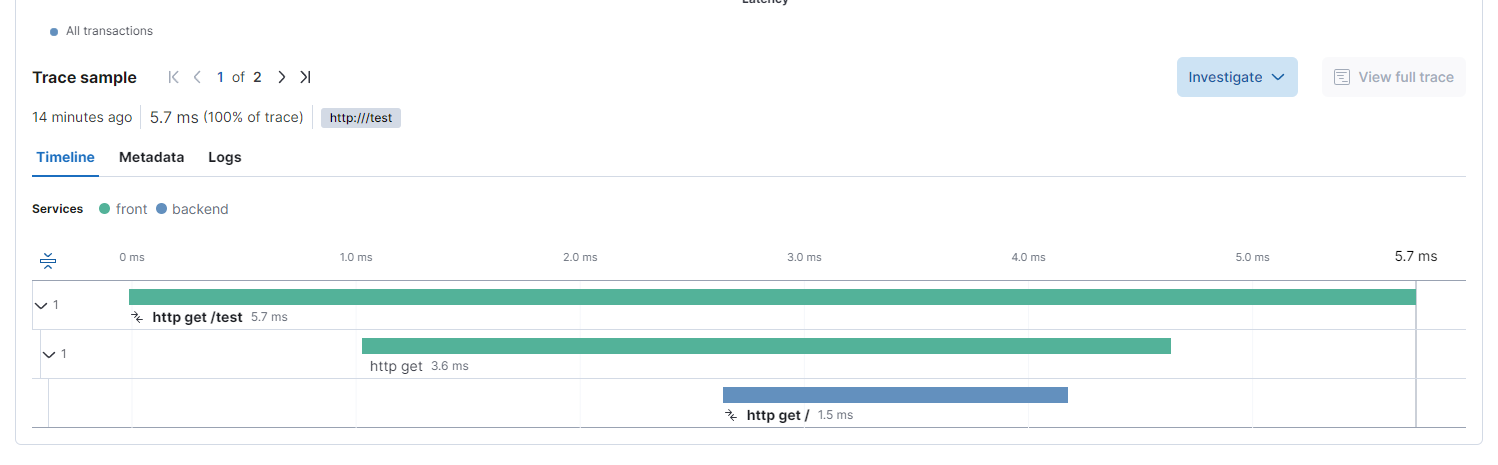 Latency
All transactions
Trace sample 1 of 2 Investigate View full trace
14 minutes ago 5.7 ms (100% of trace) http:///test
Timeline Metadata Logs
Services front backend
0 ms 1.0 ms 2.0 ms 3.0 ms 4.0 ms 5.0 ms 5.7 ms
1
http get /test 5.7 ms
1
http get 3.6 ms
http get / 1.5 ms